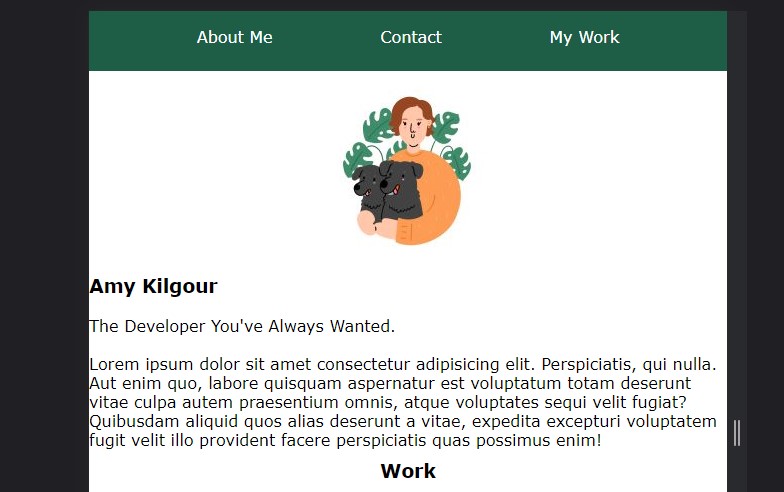 About Me Contact My Work
Amy Kilgour
The Developer You've Always Wanted.
Lorem ipsum dolor sit amet consectetur adipisicing elit. Perspiciatis, qui nulla.
Aut enim quo, labore quisquam aspernatur est voluptatum totam deserunt
vitae culpa autem praesentium omnis, atque voluptates sequi velit fugiat?
Quibusdam aliquid quos alias deserunt a vitae, expedita excepturi voluptatem
fugit velit illo provident facere perspiciatis quas possimus enim!
Work